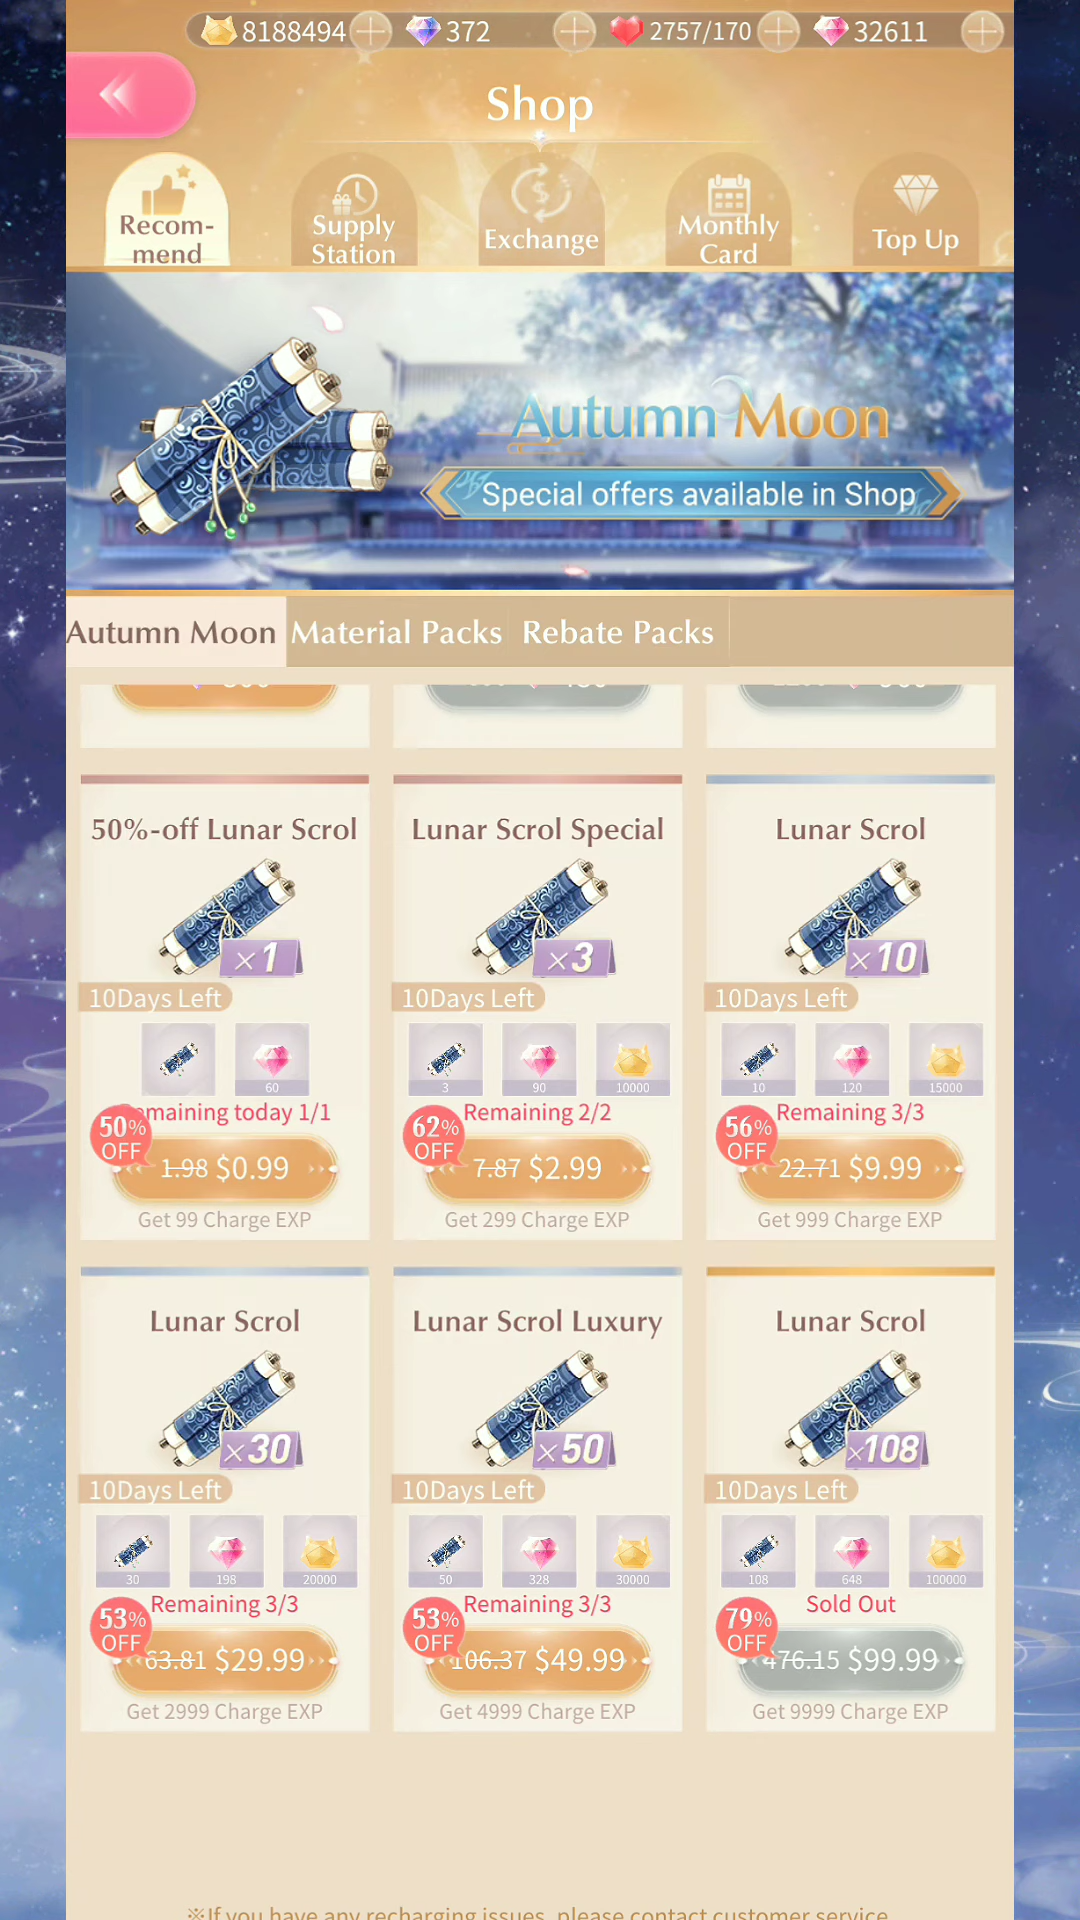 8188494 372 2757/170 32611
Shop
Recom-
mend
Supply
Station
Exchange
Monthly
Card
Top Up
Autumn Moon
Special offers available in Shop
Autumn Moon Material Packs Rebate Packs
50%-off Lunar Scrol
×1
10Days Left
60
Remaining today 1/1
50%
OFF
1.98 $0.99
Get 99 Charge EXP
Lunar Scrol Special
×3
10Days Left
3 90 10000
Remaining 2/2
62%
OFF
7.87 $2.99
Get 299 Charge EXP
Lunar Scrol
×10
10Days Left
10 120 15000
Remaining 3/3
56%
OFF
22.71 $9.99
Get 999 Charge EXP
Lunar Scrol
×30
10Days Left
30 198 20000
Remaining 3/3
53%
OFF
63.81 $29.99
Get 2999 Charge EXP
Lunar Scrol Luxury
×50
10Days Left
50 328 30000
Remaining 3/3
53%
OFF
106.37 $49.99
Get 4999 Charge EXP
Lunar Scrol
×108
10Days Left
108 648 100000
Sold Out
79%
OFF
476.15 $99.99
Get 9999 Charge EXP
※If you have any recharging issues, please contact customer service